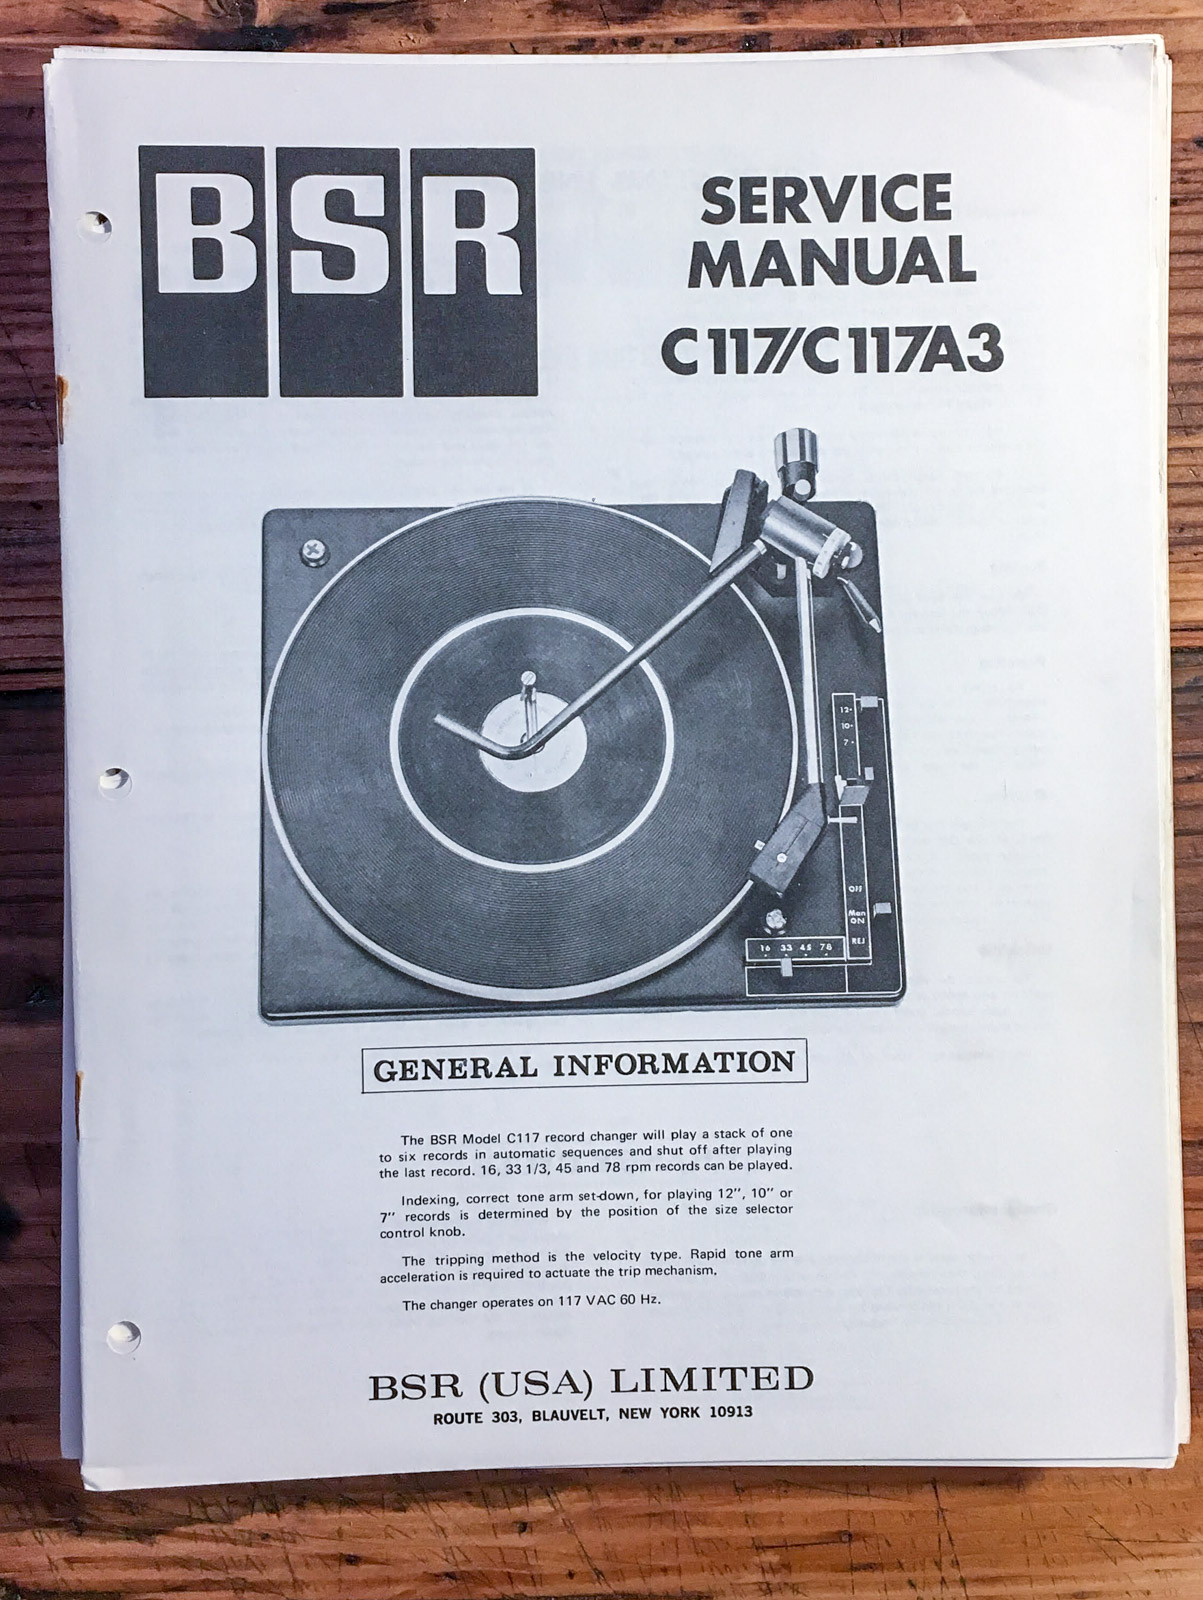 BSR
SERVICE
MANUAL
C117//C117A3
12-
10-
7-
OFF
Man
ON
REJ
16 33 45 78
GENERAL INFORMATION
The BSR Model C117 record changer will play a stack of one
to six records in automatic sequences and shut off after playing
the last record. 16, 33 1/3, 45 and 78 rpm records can be played.
Indexing, correct tone arm set-down, for playing 12", 10" or
7" records is determined by the position of the size selector
control knob.
The tripping method is the velocity type. Rapid tone arm
acceleration is required to actuate the trip mechanism.
The changer operates on 117 VAC 60 Hz.
BSR (USA) LIMITED
ROUTE 303, BLAUVELT, NEW YORK 10913